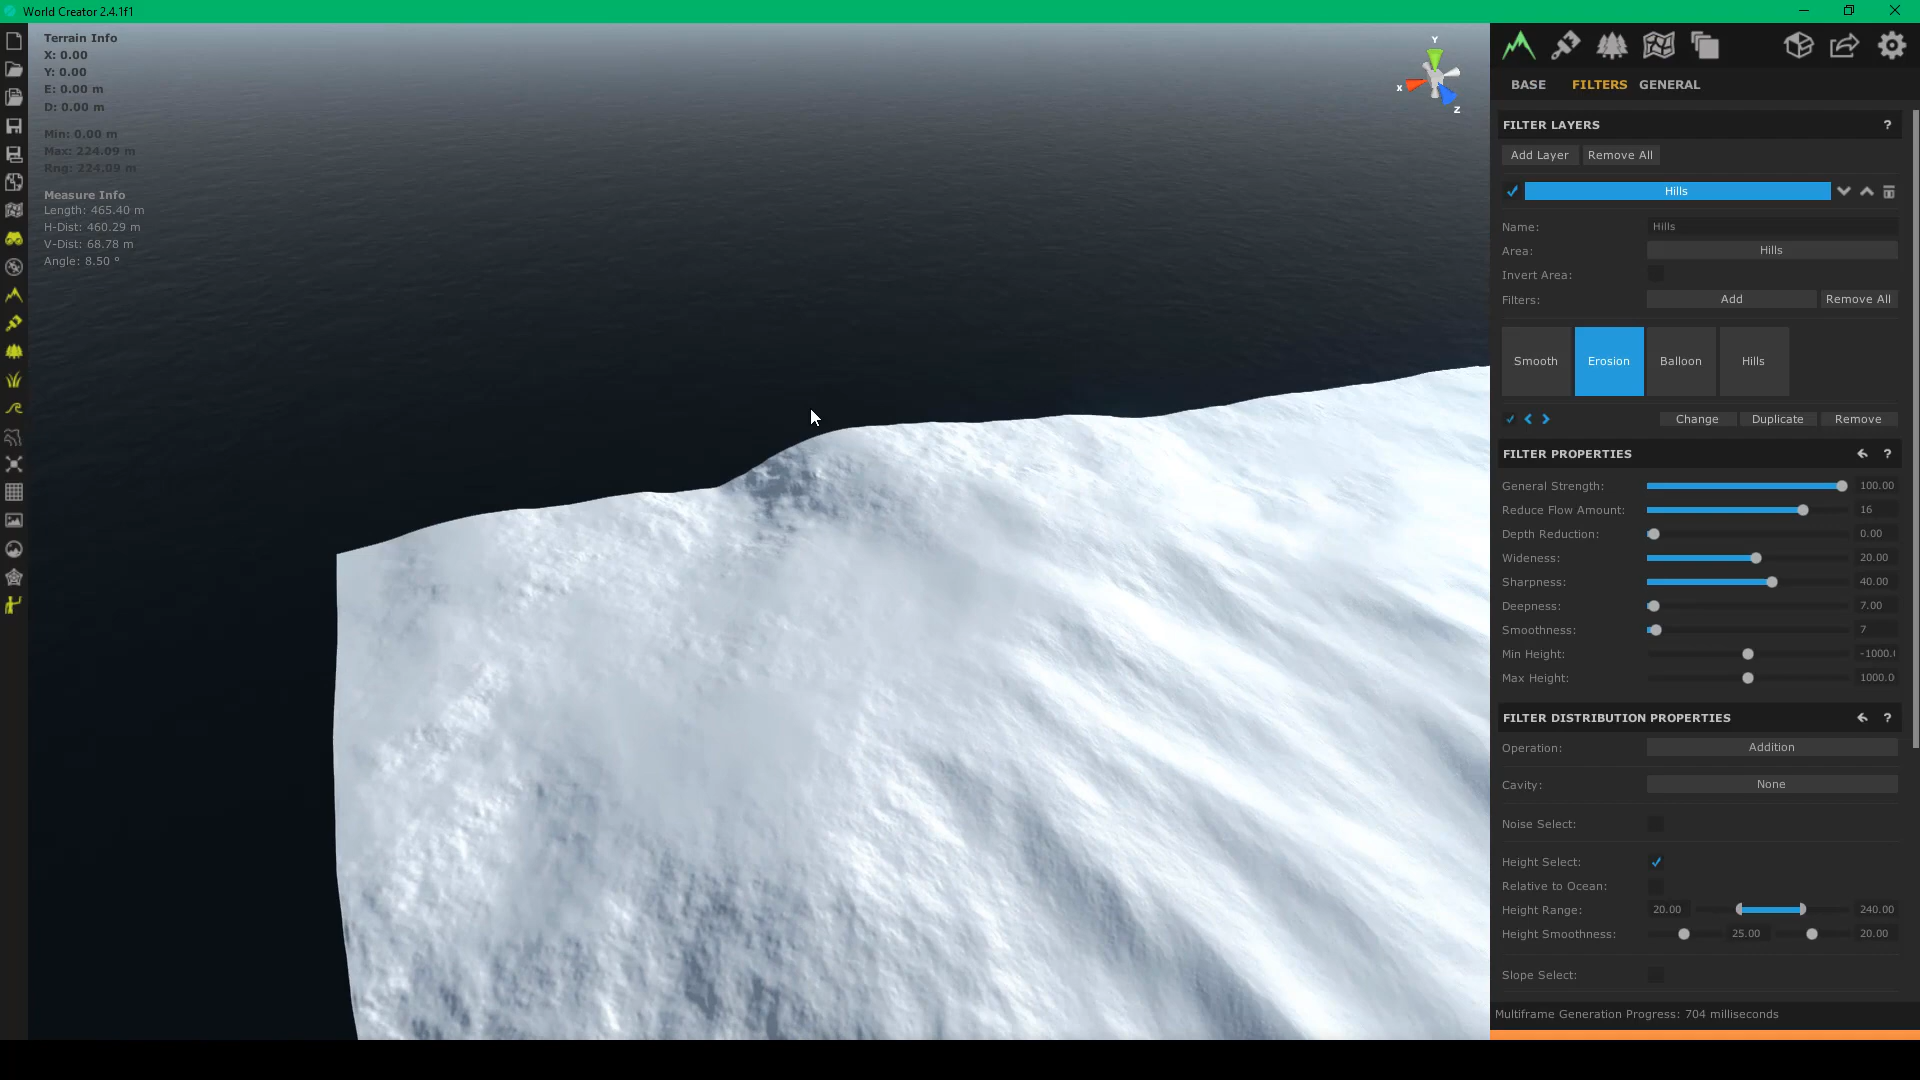 World Creator 2.4.1f1
Terrain Info
X: 0.00
Y: 0.00
E: 0.00 m
D: 0.00 m
Min: 0.00 m
Max: 224.09 m
Rng: 224.09 m
Measure Info
Length: 465.40 m
H-Dist: 460.29 m
V-Dist: 68.78 m
Angle: 8.50 °
Y
X
Z
BASE FILTERS GENERAL
FILTER LAYERS ?
Add Layer Remove All
Hills
Name: Hills
Area: Hills
Invert Area:
Filters: Add Remove All
Smooth Erosion Balloon Hills
Change Duplicate Remove
FILTER PROPERTIES ?
General Strength: 100.00
Reduce Flow Amount: 16
Depth Reduction: 0.00
Wideness: 20.00
Sharpness: 40.00
Deepness: 7.00
Smoothness: 7
Min Height: -1000.
Max Height: 1000.0
FILTER DISTRIBUTION PROPERTIES ?
Operation: Addition
Cavity: None
Noise Select:
Height Select:
Relative to Ocean:
Height Range: 20.00 240.00
Height Smoothness: 25.00 20.00
Slope Select:
Multiframe Generation Progress: 704 milliseconds